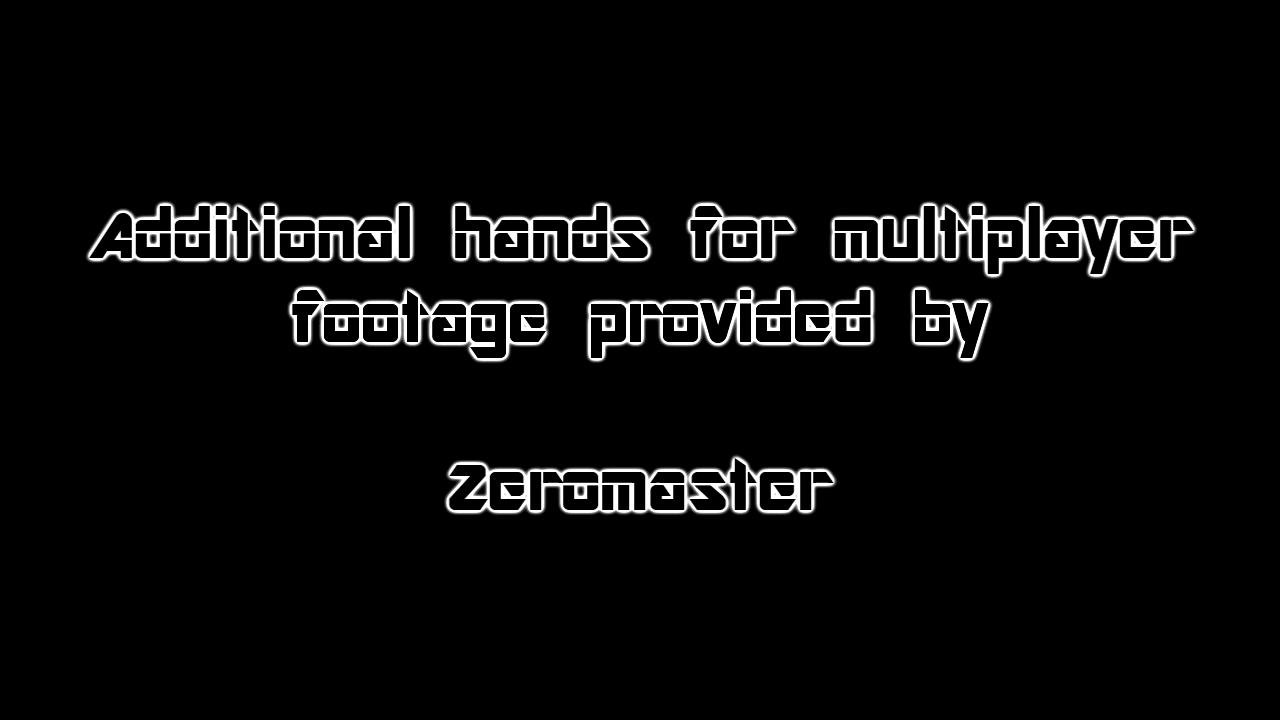 Additional hands for multiplayer
footage provided by
Zeromaster